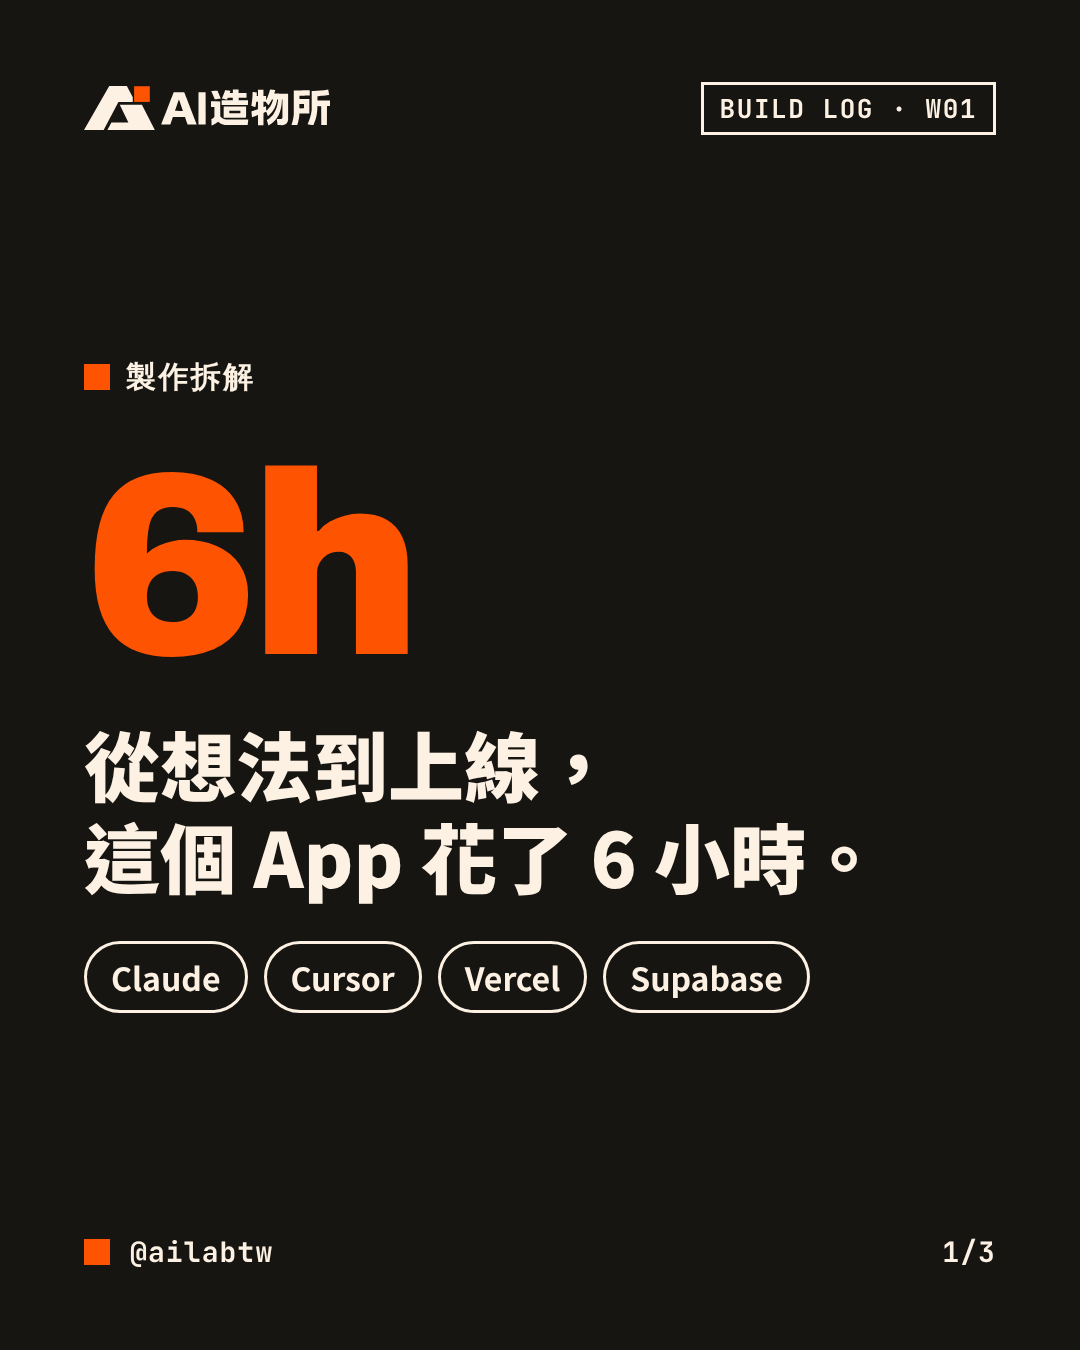 AI造物所
BUILD LOG · W01
製作拆解
6h
從想法到上線，
這個 App 花了 6 小時。
Claude
Cursor
Vercel
Supabase
@ailabtw
1/3